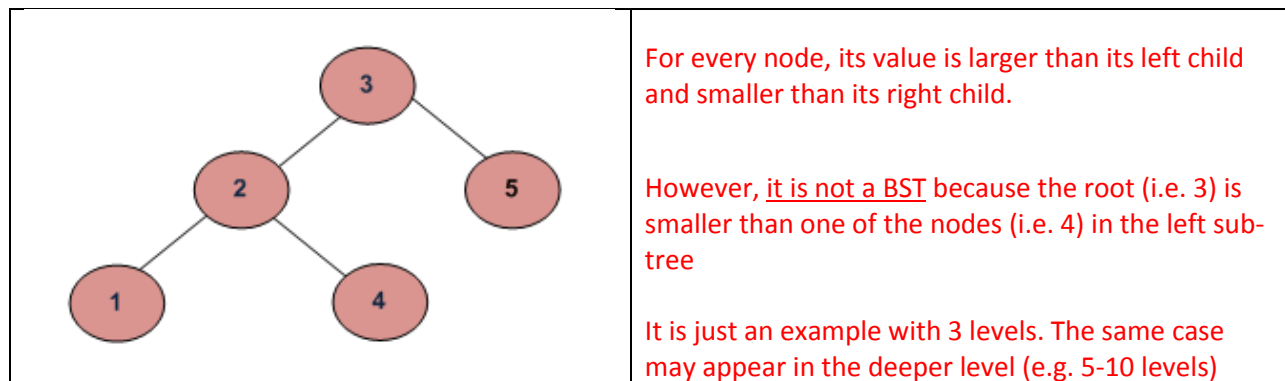 3
2
5
1
4
For every node, its value is larger than its left child
and smaller than its right child.
However, it is not a BST because the root (i.e. 3) is
smaller than one of the nodes (i.e. 4) in the left sub-
tree
It is just an example with 3 levels. The same case
may appear in the deeper level (e.g. 5-10 levels)